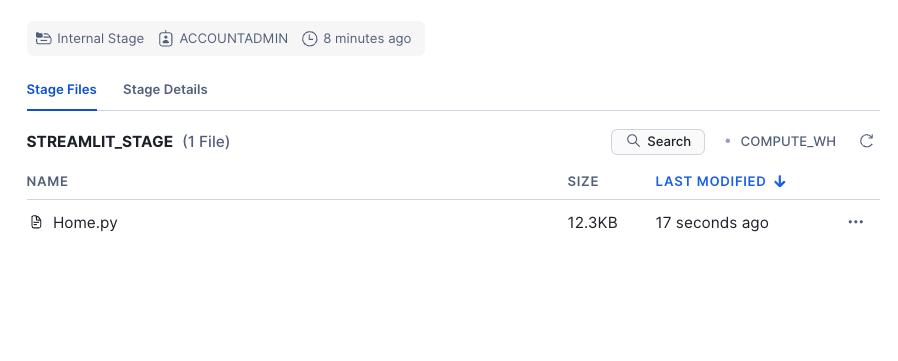 Internal Stage ACCOUNTADMIN 8 minutes ago
Stage Files Stage Details
STREAMLIT_STAGE (1 File) Search COMPUTE_WH
NAME SIZE LAST MODIFIED
Home.py 12.3KB 17 seconds ago